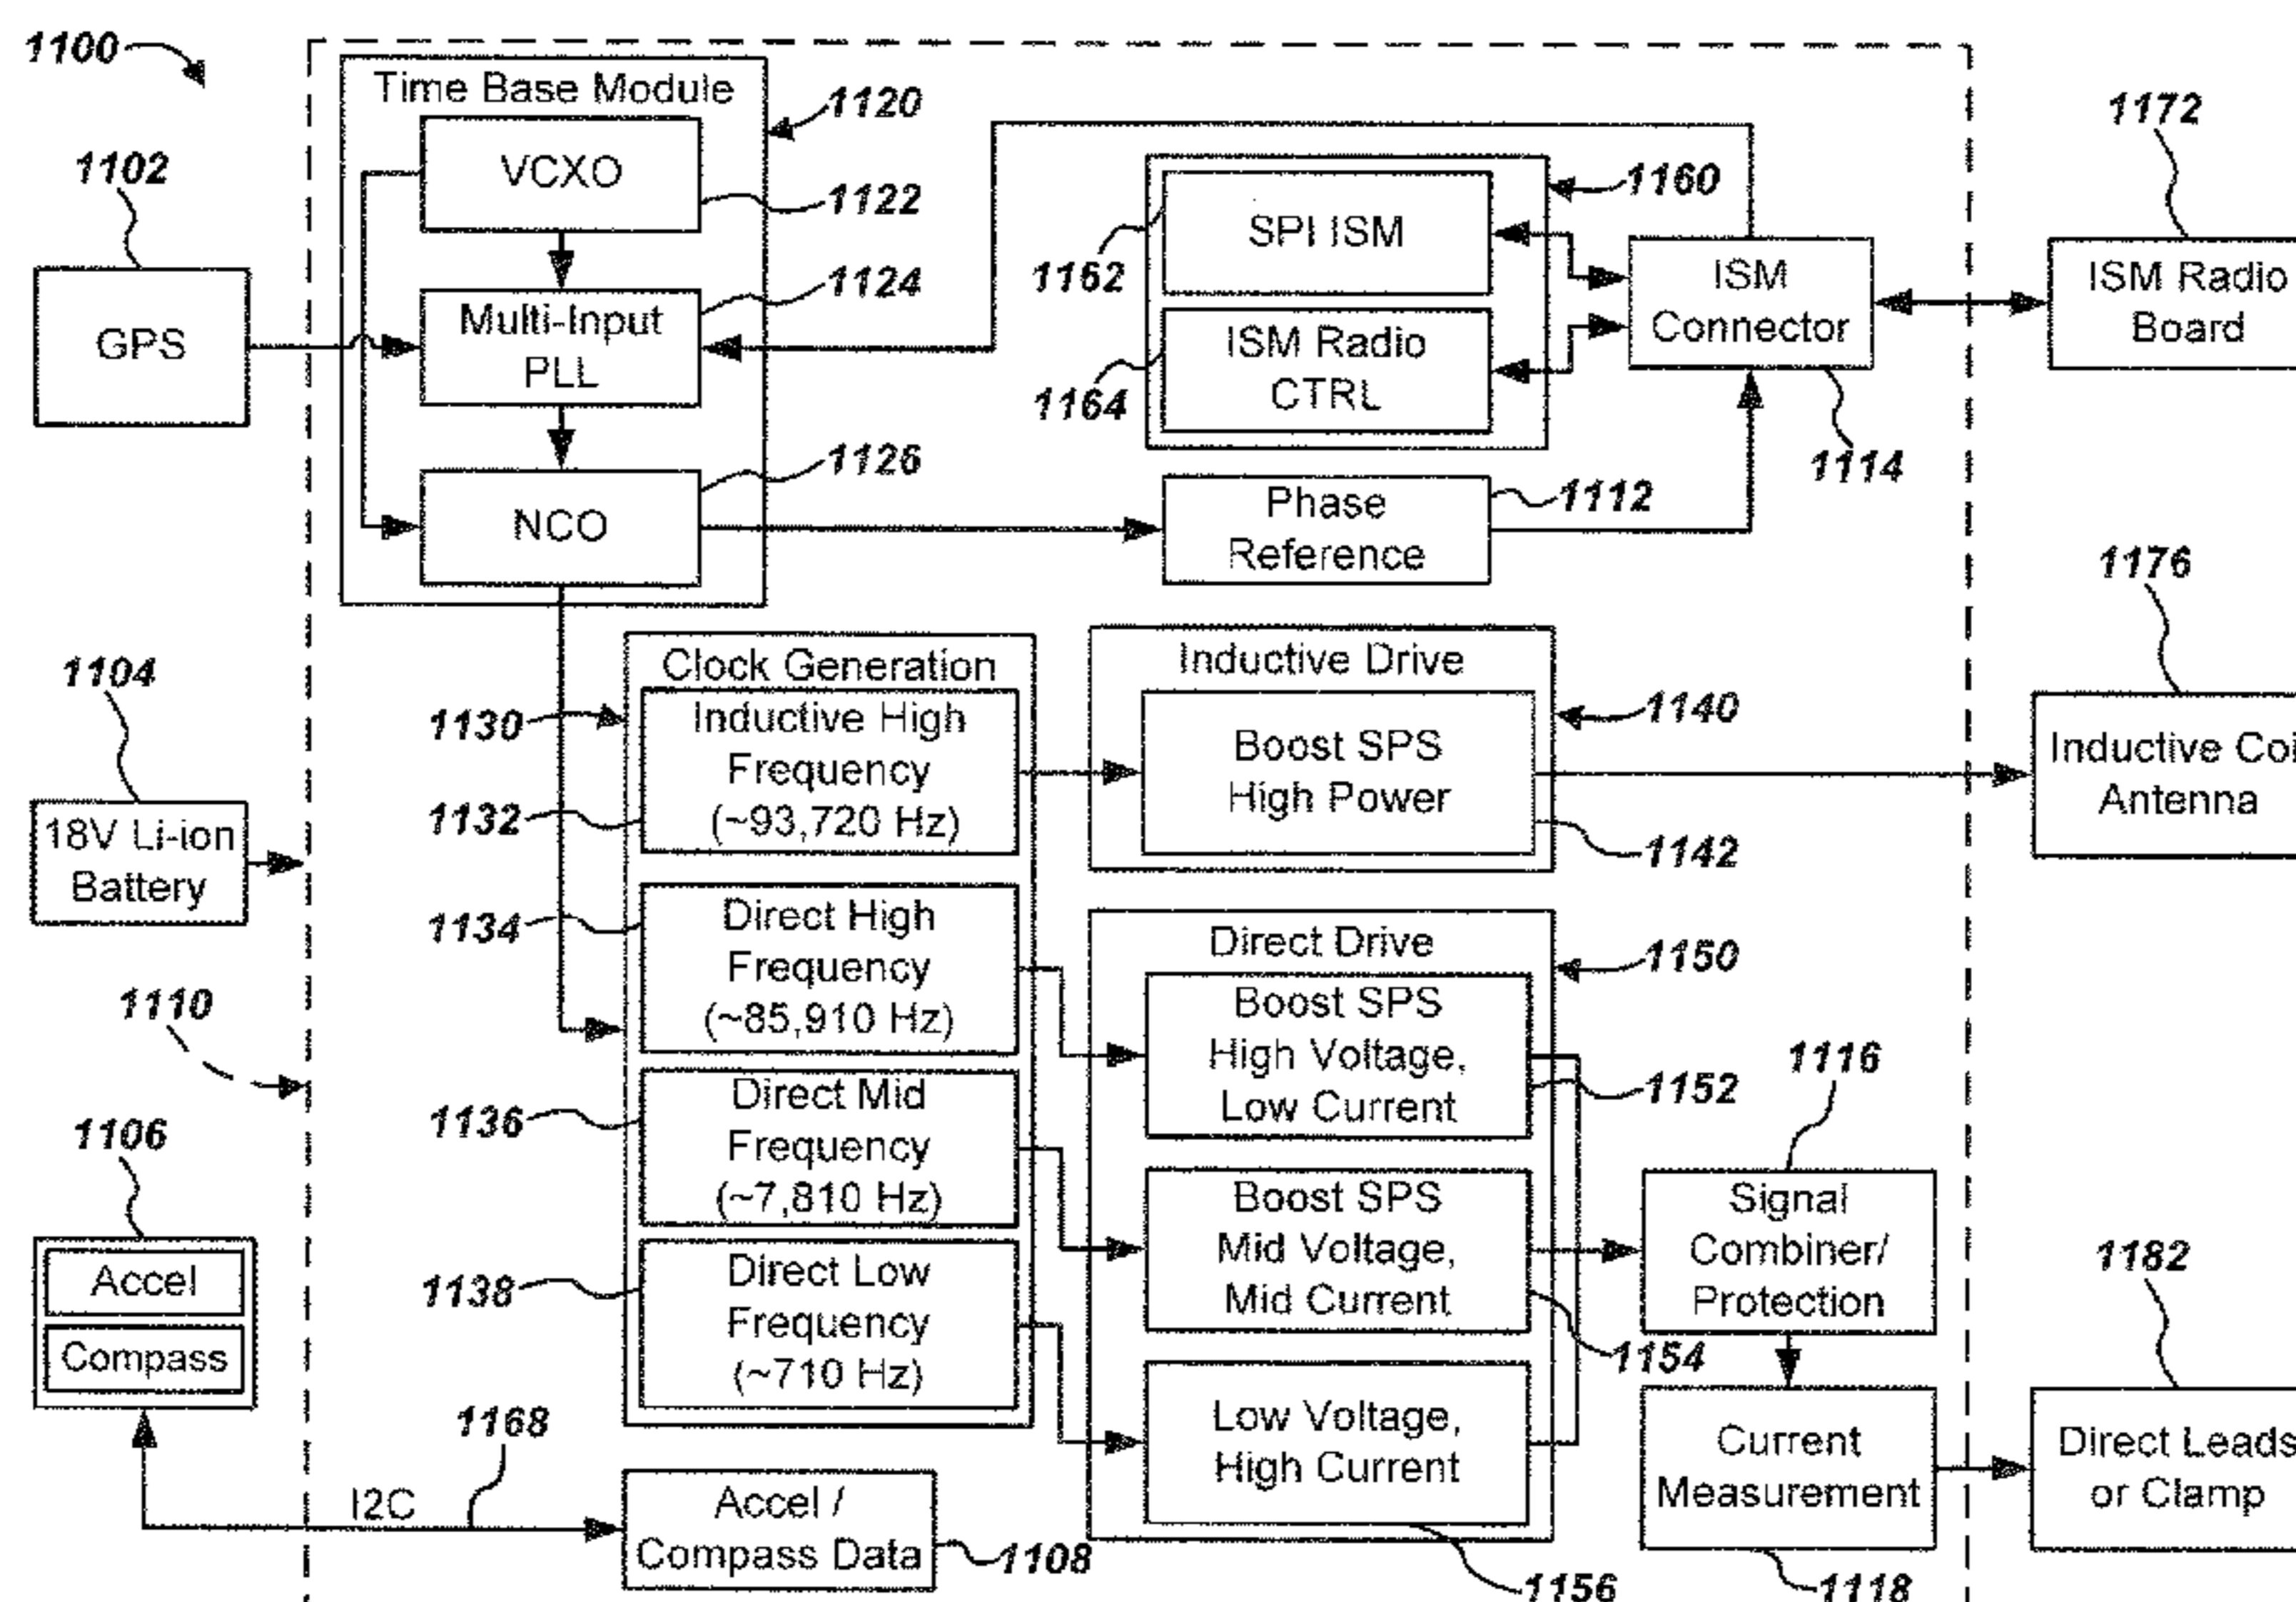 1100
Time Base Module
1120
1172
1102
VCXO
1122
1160
SPI ISM
1162
GPS
1124
Multi-Input
PLL
ISM
Connector
ISM Radio
Board
ISM Radio
CTRL
1164
1126
1114
NCO
Phase
Reference
1112
1176
1104
Clock Generation
Inductive Drive
1130
Inductive High
Frequency
(~93,720 Hz)
1132
Boost SPS
High Power
1140
1142
Inductive Coi
Antenna
18V Li-ion
Battery
1134
Direct High
Frequency
(~85,910 Hz)
Direct Drive
1150
1110
Boost SPS
High Voltage,
Low Current
1152
1116
1106
1136
Direct Mid
Frequency
(~7,810 Hz)
Boost SPS
Mid Voltage,
Mid Current
1154
Signal
Combiner/
Protection
1182
Accel
Compass
1138
Direct Low
Frequency
(~710 Hz)
Low Voltage,
High Current
1156
Current
Measurement
1118
Direct Leads
or Clamp
1168
I2C
Accel /
Compass Data
1108